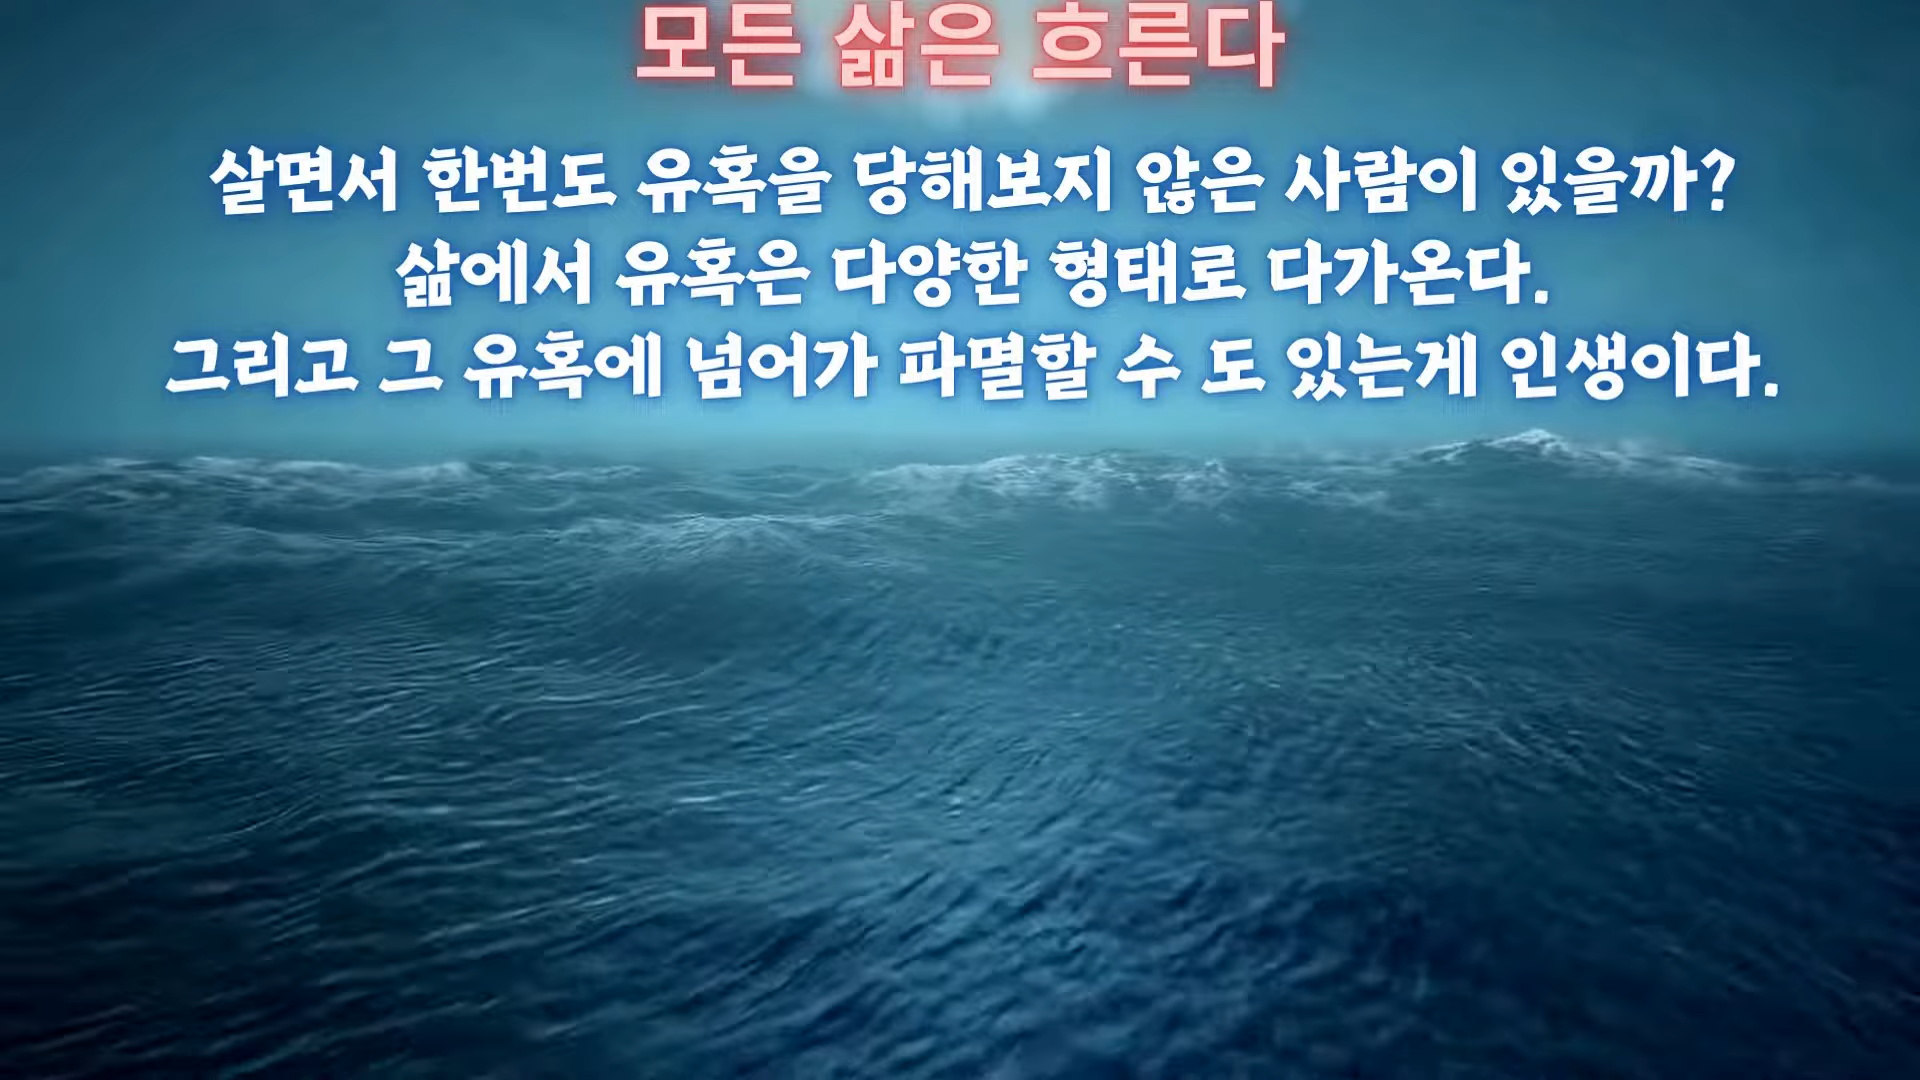 모든 삶은 흐른다
살면서 한번도 유혹을 당해보지 않은 사람이 있을까?
삶에서 유혹은 다양한 형태로 다가온다.
그리고 그 유혹에 넘어가 파멸할 수 도 있는게 인생이다.